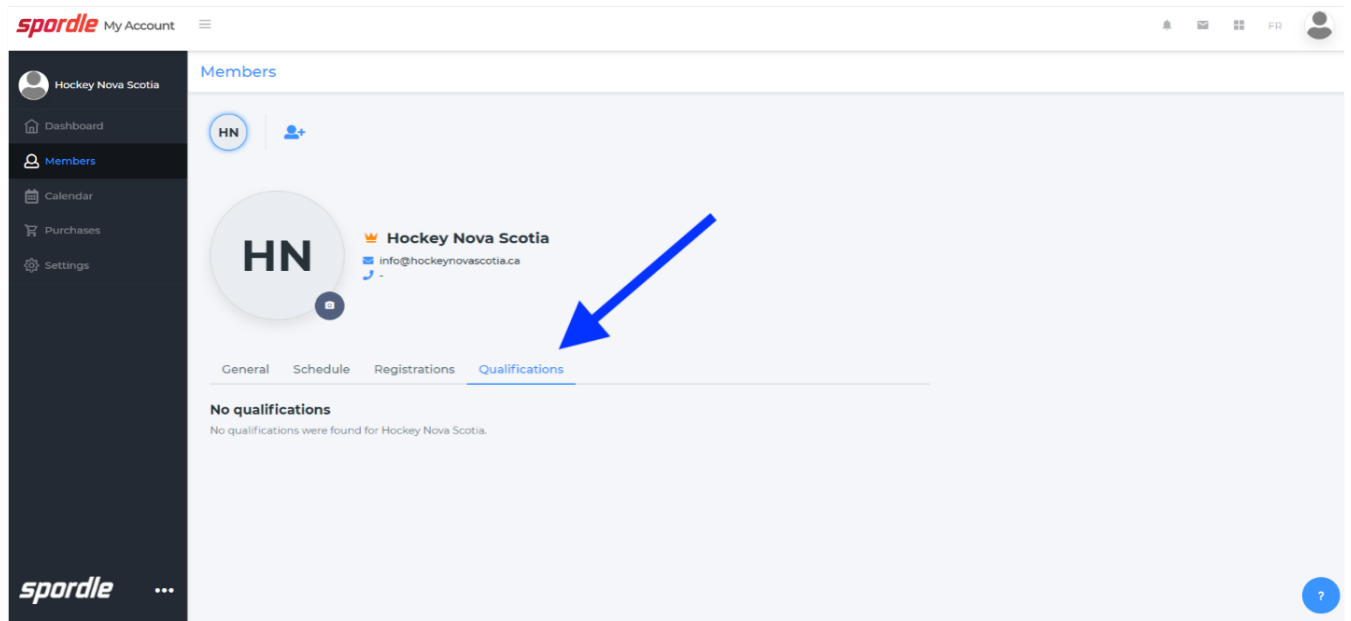 spordle My Account
FR
Hockey Nova Scotia
Members
Dashboard
HN
Members
Calendar
Purchases
Settings
HN
Hockey Nova Scotia
info@hockeynovascotia.ca
-
General Schedule Registrations Qualifications
No qualifications
No qualifications were found for Hockey Nova Scotia.
spordle ...
?